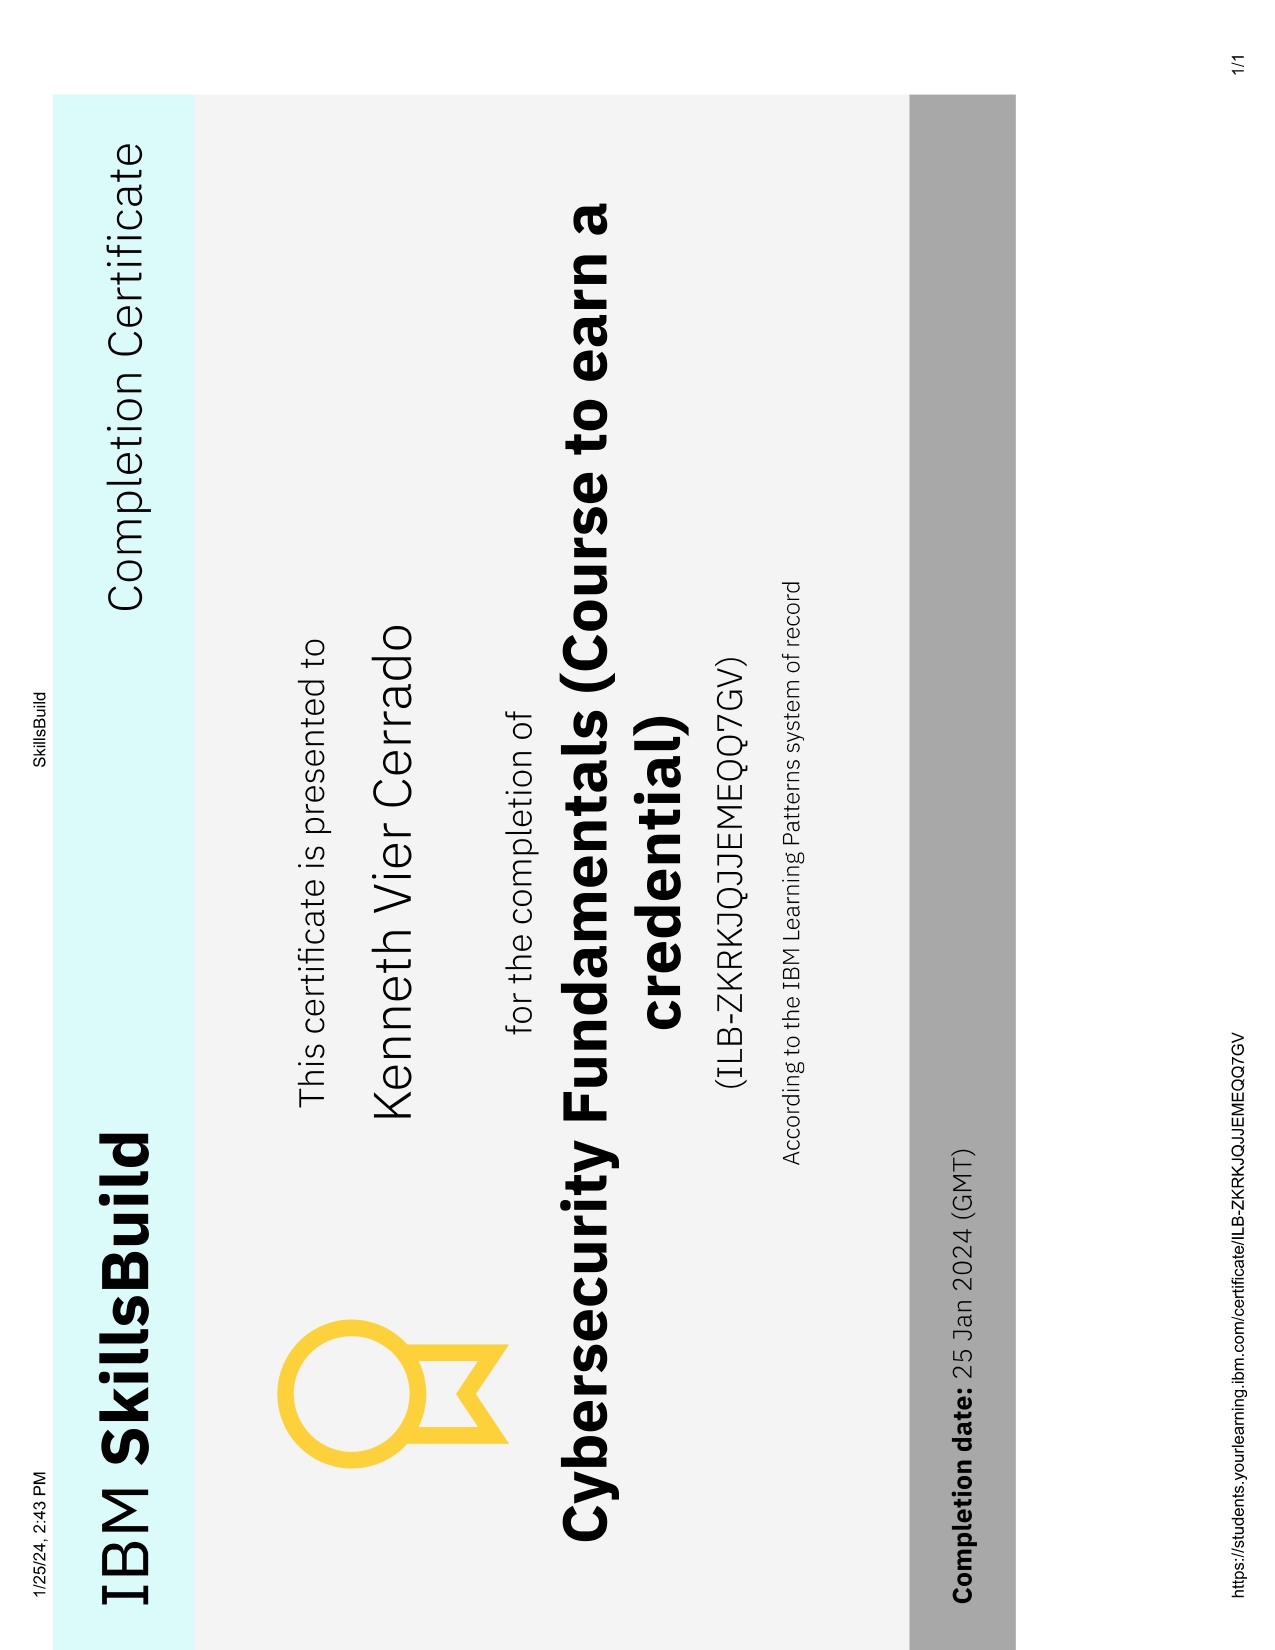 1/25/24, 2:43 PM
SkillsBuild
IBM SkillsBuild
Completion Certificate
This certificate is presented to
Kenneth Vier Cerrado
for the completion of
Cybersecurity Fundamentals (Course to earn a
credential)
(ILB-ZKRKJQJJEMEQQ7GV)
According to the IBM Learning Patterns system of record
Completion date: 25 Jan 2024 (GMT)
https://students.yourlearning.ibm.com/certificate/ILB-ZKRKJQJJEMEQQ7GV
1/1